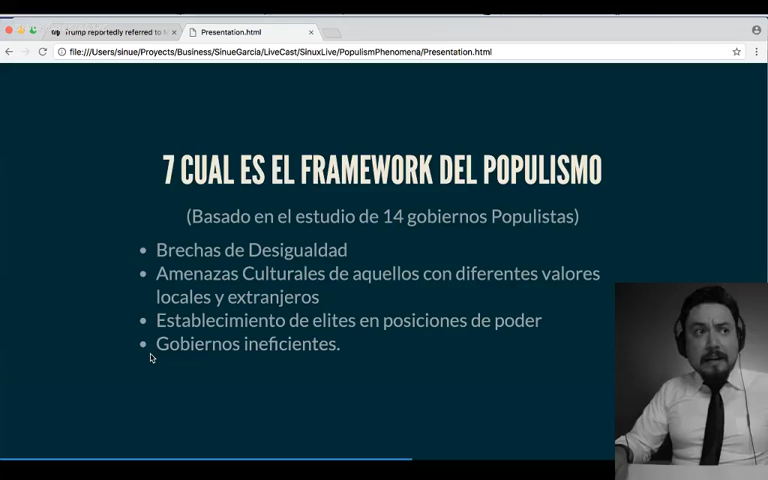 Trump reportedly referred to
Presentation.html
file:///Users/sinue/Proyects/Business/SinueGarcia/LiveCast/SinuxLive/PopulismPhenomena/Presentation.html
7 CUAL ES EL FRAMEWORK DEL POPULISMO
(Basado en el estudio de 14 gobiernos Populistas)
• Brechas de Desigualdad
• Amenazas Culturales de aquellos con diferentes valores
locales y extranjeros
• Establecimiento de elites en posiciones de poder
• Gobiernos ineficientes.